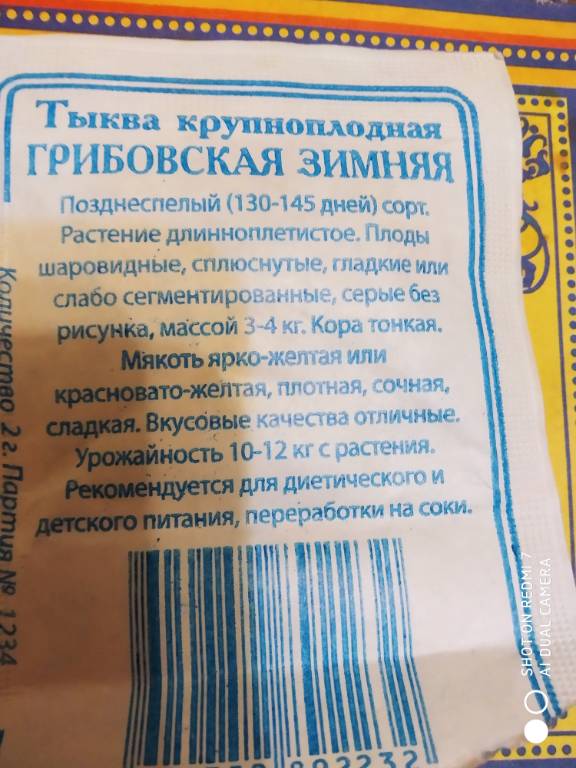 Тыква крупноплодная
ГРИБОВСКАЯ ЗИМНЯЯ
Позднеспелый (130-145 дней) сорт.
Растение длинноплетистое. Плоды
шаровидные, сплюснутые, гладкие или
слабо сегментированные, серые без
рисунка, массой 3-4 кг. Кора тонкая.
Мякоть ярко-желтая или
красновато-желтая, плотная, сочная,
сладкая. Вкусовые качества отличные.
Урожайность 10-12 кг с растения.
Рекомендуется для диетического и
детского питания, переработки на соки.
Количество 2 г. Партия № 1234
SHOT ON REDMI 7
AI DUAL CAMERA